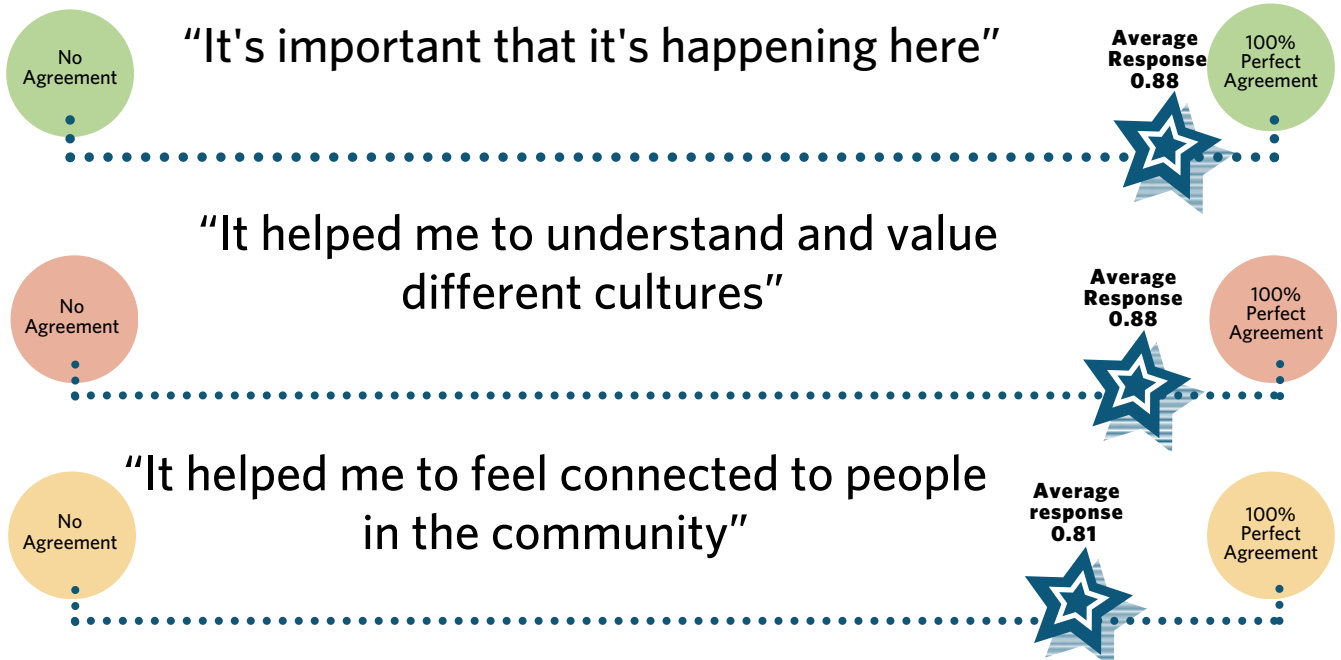 “It's important that it's happening here”
No
Agreement
Average
Response
0.88
100%
Perfect
Agreement
“It helped me to understand and value
different cultures”
No
Agreement
Average
Response
0.88
100%
Perfect
Agreement
“It helped me to feel connected to people
in the community”
No
Agreement
Average
response
0.81
100%
Perfect
Agreement